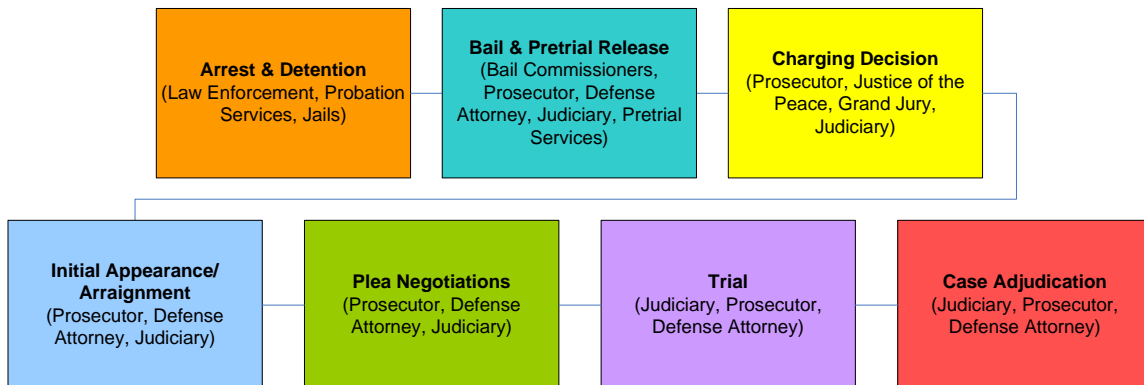 Arrest & Detention
(Law Enforcement, Probation
Services, Jails)
Bail & Pretrial Release
(Bail Commissioners,
Prosecutor, Defense
Attorney, Judiciary, Pretrial
Services)
Charging Decision
(Prosecutor, Justice of the
Peace, Grand Jury,
Judiciary)
Initial Appearance/
Arraignment
(Prosecutor, Defense
Attorney, Judiciary)
Plea Negotiations
(Prosecutor, Defense
Attorney, Judiciary)
Trial
(Judiciary, Prosecutor,
Defense Attorney)
Case Adjudication
(Judiciary, Prosecutor,
Defense Attorney)